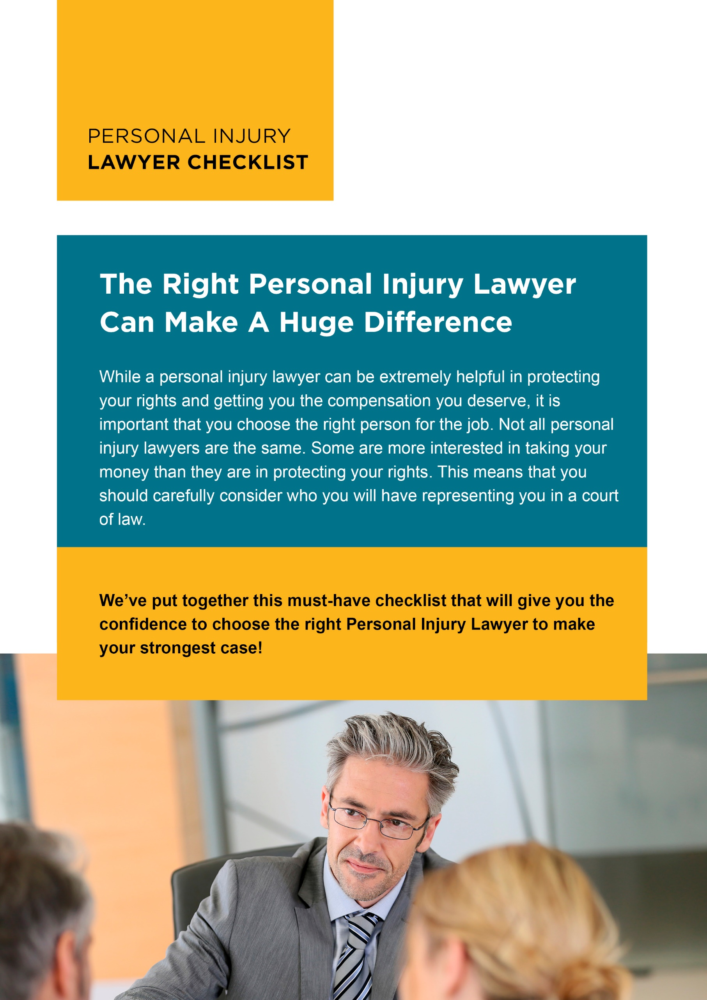 PERSONAL INJURY
LAWYER CHECKLIST
The Right Personal Injury Lawyer
Can Make A Huge Difference
While a personal injury lawyer can be extremely helpful in protecting
your rights and getting you the compensation you deserve, it is
important that you choose the right person for the job. Not all personal
injury lawyers are the same. Some are more interested in taking your
money than they are in protecting your rights. This means that you
should carefully consider who you will have representing you in a court
of law.
We’ve put together this must-have checklist that will give you the
confidence to choose the right Personal Injury Lawyer to make
your strongest case!